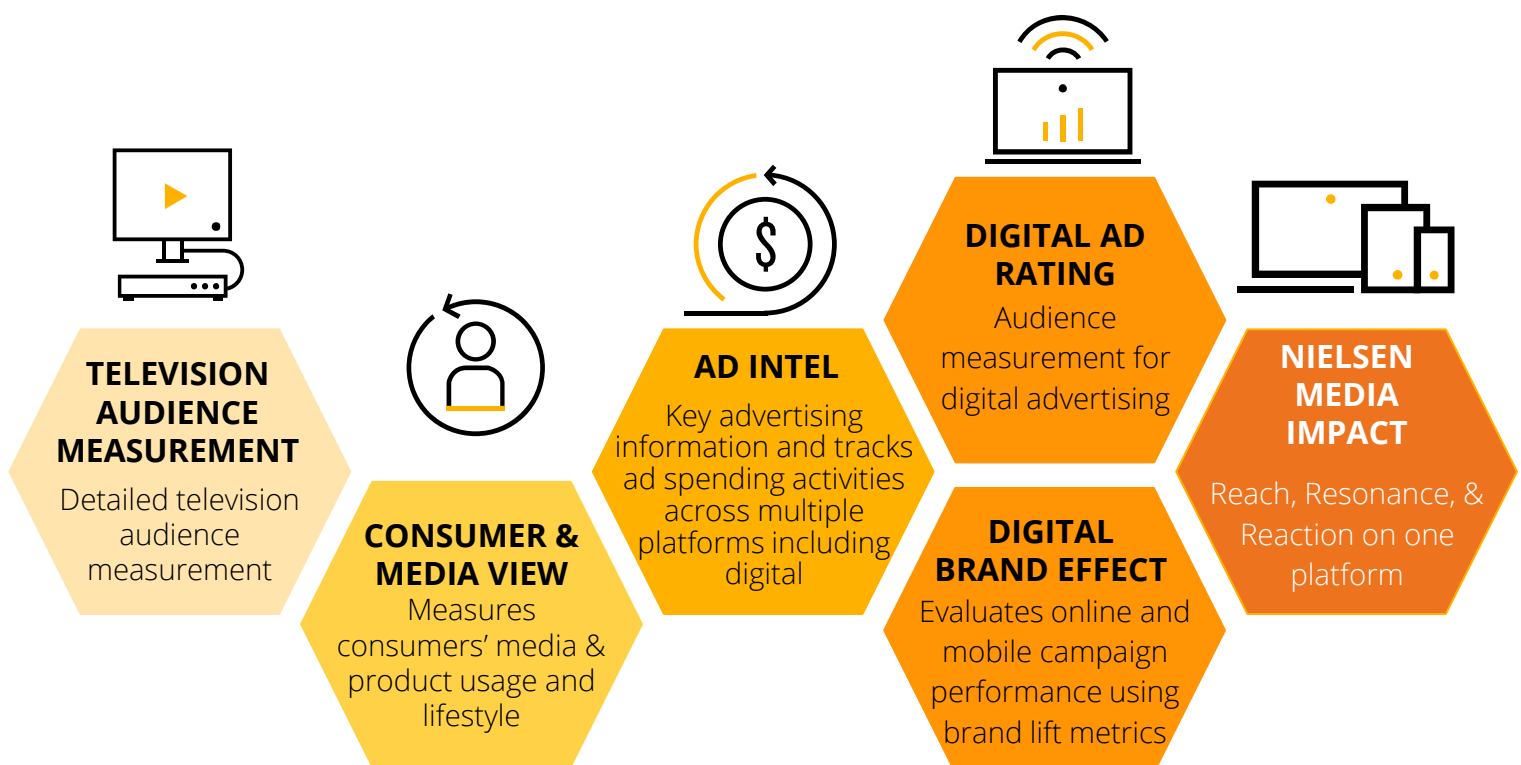 TELEVISION
AUDIENCE
MEASUREMENT
Detailed television
audience
measurement
CONSUMER &
MEDIA VIEW
Measures
consumers’ media &
product usage and
lifestyle
$
AD INTEL
Key advertising
information and tracks
ad spending activities
across multiple
platforms including
digital
DIGITAL AD
RATING
Audience
measurement for
digital advertising
DIGITAL
BRAND EFFECT
Evaluates online and
mobile campaign
performance using
brand lift metrics
NIELSEN
MEDIA
IMPACT
Reach, Resonance, &
Reaction on one
platform